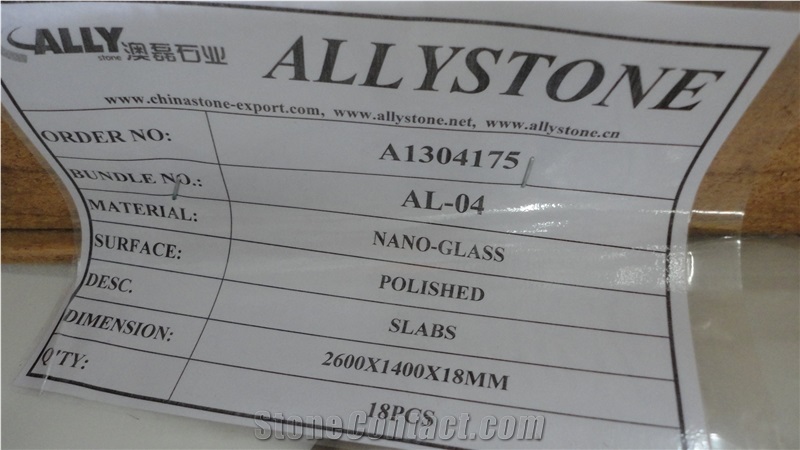 ALLY stone 澳磊石业 ALLYSTONE
www.chinastone-export.com, www.allystone.net, www.allystone.cn
ORDER NO: A1304175
BUNDLE NO.: AL-04
MATERIAL: NANO-GLASS
SURFACE: POLISHED
DESC. SLABS
DIMENSION: 2600X1400X18MM
Q'TY: 18PCS
StoneContact.com